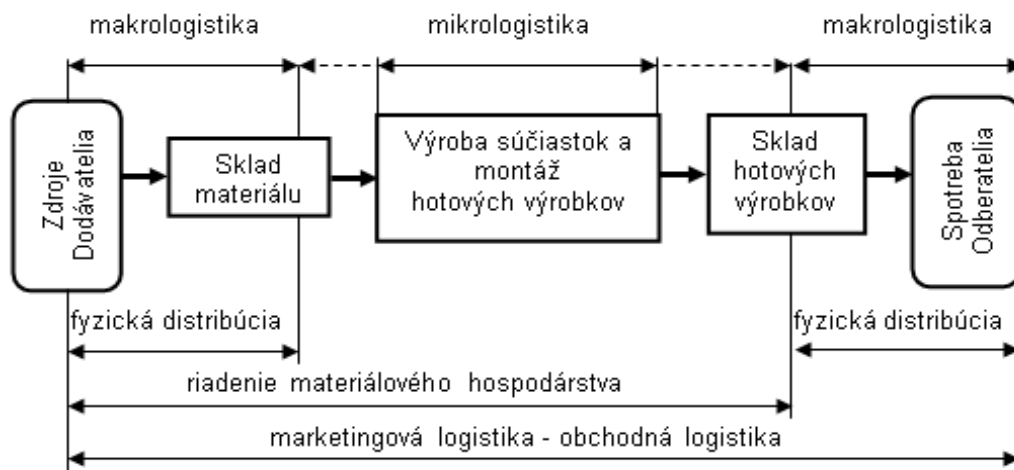 makrologistika
mikrologistika
makrologistika
Zdroje
Dodávatelia
Sklad
materiálu
Výroba súčiastok a
montáž
hotových výrobkov
Sklad
hotových
výrobkov
Spotreba
Odberatelia
fyzická distribúcia
fyzická distribúcia
riadenie materiálového hospodárstva
marketingová logistika - obchodná logistika